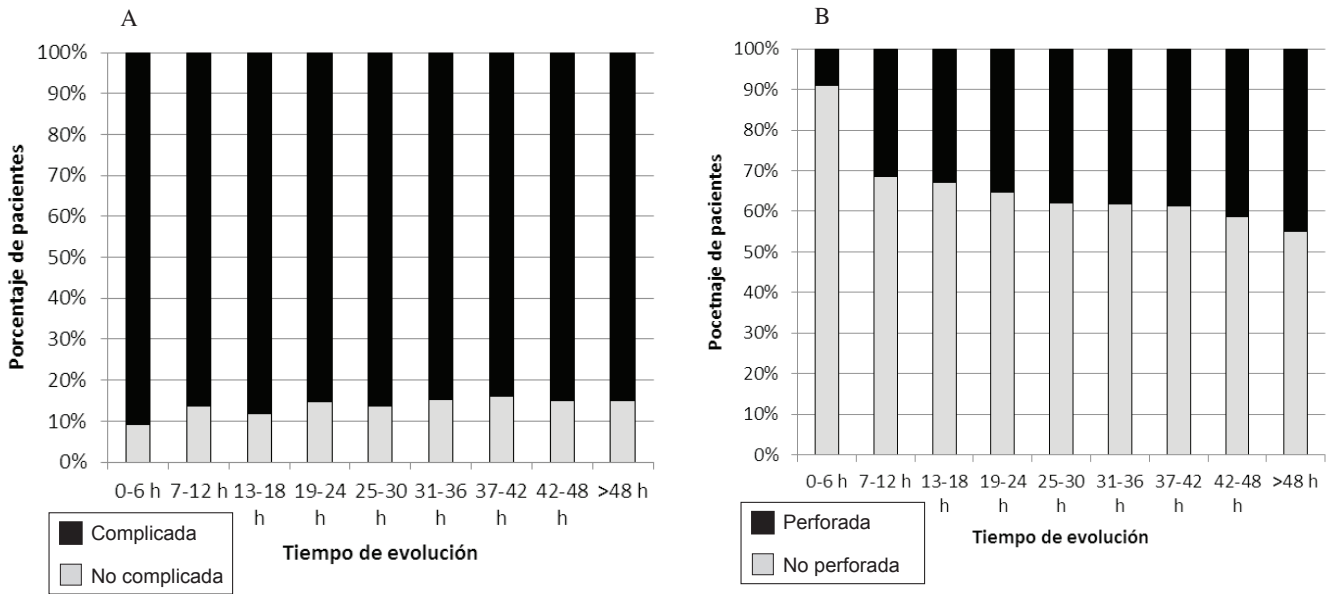 A
100%
90%
80%
70%
60%
50%
40%
30%
20%
10%
0%
Porcentaje de pacientes
0-6 h 7-12 h 13-18 h 19-24 h 25-30 h 31-36 h 37-42 h 42-48 h >48 h
Tiempo de evolución
Complicada
No complicada
B
100%
90%
80%
70%
60%
50%
40%
30%
20%
10%
0%
Pocetnaje de pacientes
0-6 h 7-12 h 13-18 h 19-24 h 25-30 h 31-36 h 37-42 h 42-48 h >48 h
Tiempo de evolución
Perforada
No perforada